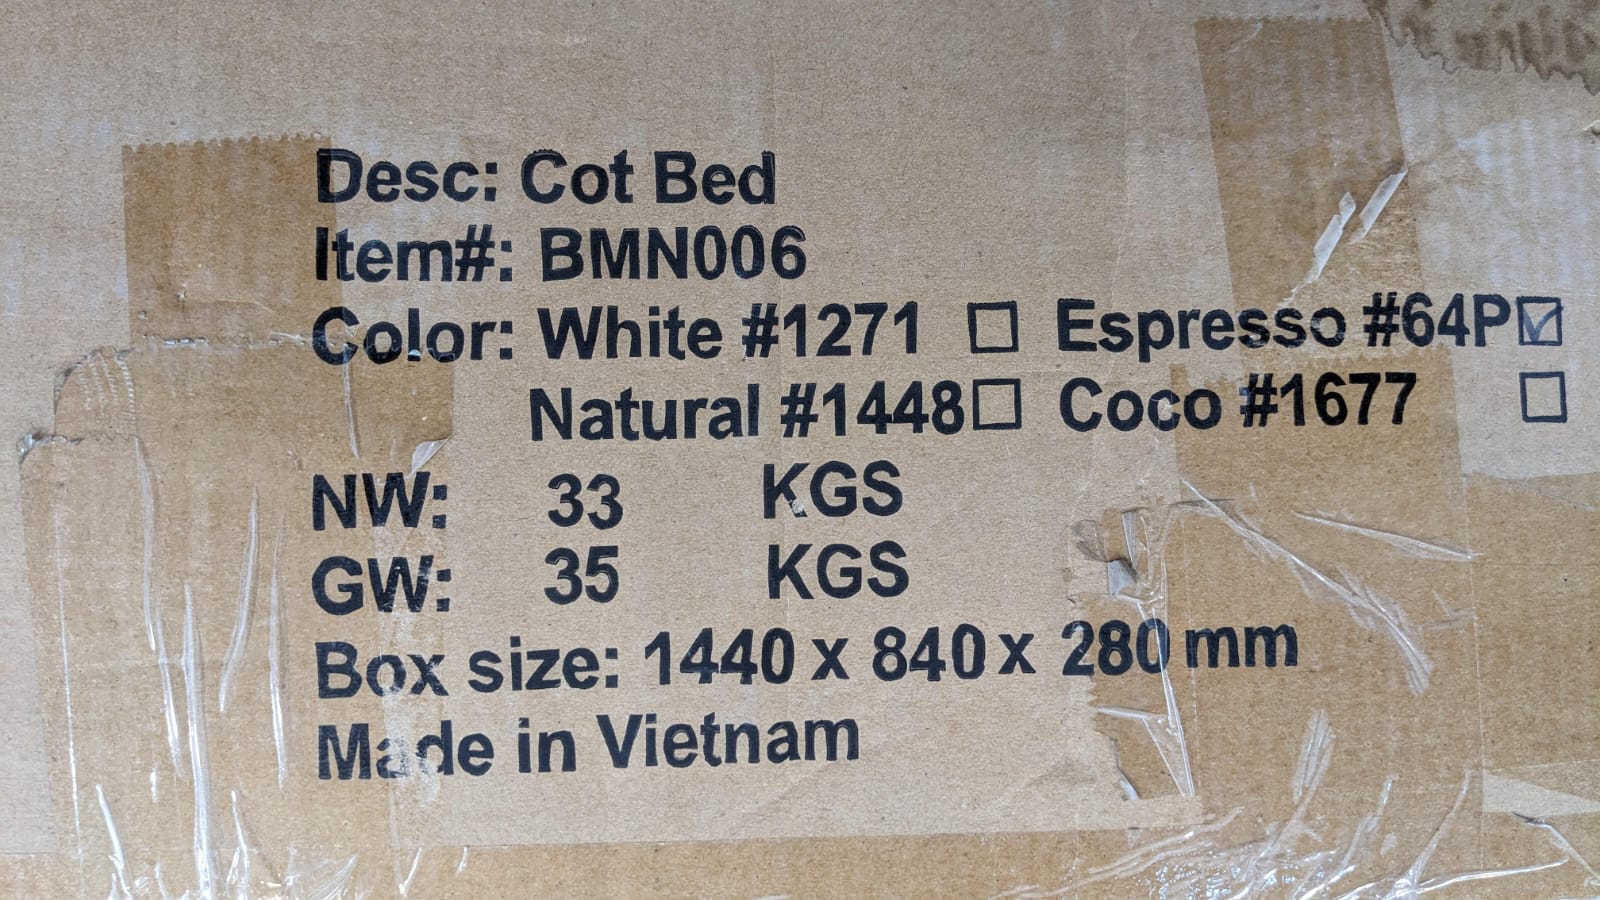 Desc: Cot Bed
Item#: BMN006
Color: White #1271 ☐ Espresso #64P ☑
Natural #1448 ☐ Coco #1677 ☐
NW: 33 KGS
GW: 35 KGS
Box size: 1440 x 840 x 280 mm
Made in Vietnam